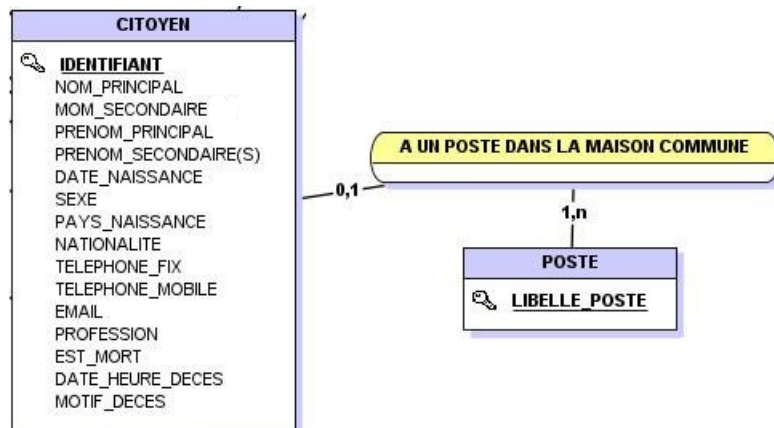 CITOYEN
IDENTIFIANT
NOM_PRINCIPAL
MOM_SECONDAIRE
PRENOM_PRINCIPAL
PRENOM_SECONDAIRE(S)
DATE_NAISSANCE
SEXE
PAYS_NAISSANCE
NATIONALITE
TELEPHONE_FIX
TELEPHONE_MOBILE
EMAIL
PROFESSION
EST_MORT
DATE_HEURE_DECES
MOTIF_DECES
A UN POSTE DANS LA MAISON COMMUNE
0,1
1,n
POSTE
LIBELLE_POSTE